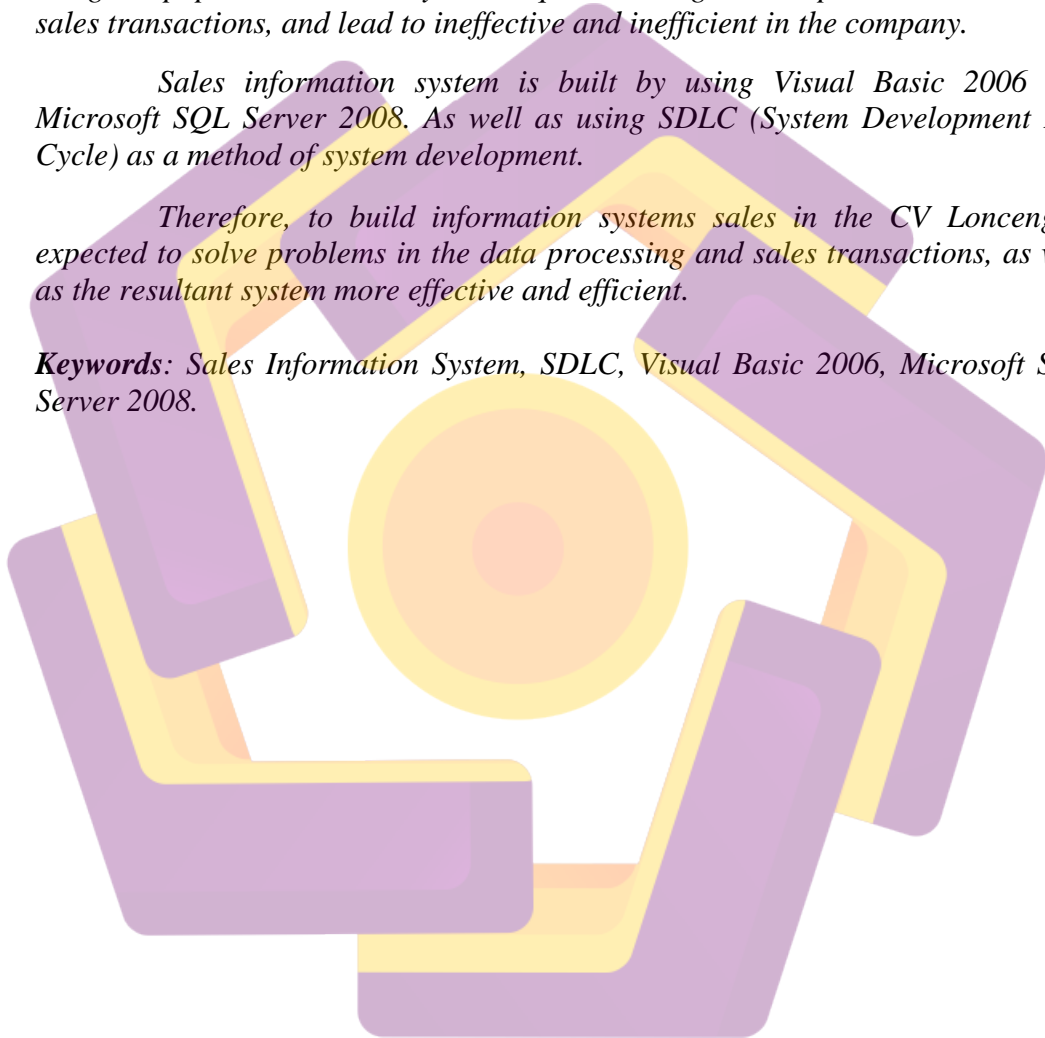 sales transactions, and lead to ineffective and inefficient in the company.
Sales information system is built by using Visual Basic 2006
Microsoft SQL Server 2008. As well as using SDLC (System Development
Cycle) as a method of system development.
Therefore, to build information systems sales in the CV Lonceng
expected to solve problems in the data processing and sales transactions, as
as the resultant system more effective and efficient.
Keywords: Sales Information System, SDLC, Visual Basic 2006, Microsoft
Server 2008.